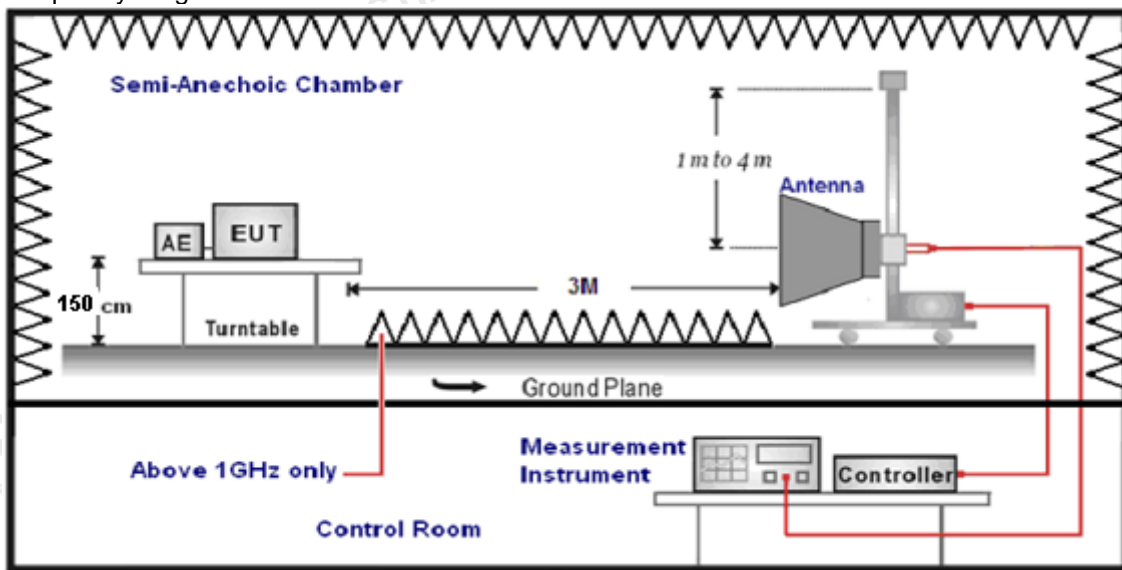 Semi-Anechoic Chamber
1 m to 4 m
Antenna
AE
EUT
150 cm
3M
Turntable
Ground Plane
Above 1GHz only
Measurement
Instrument
Controller
Control Room